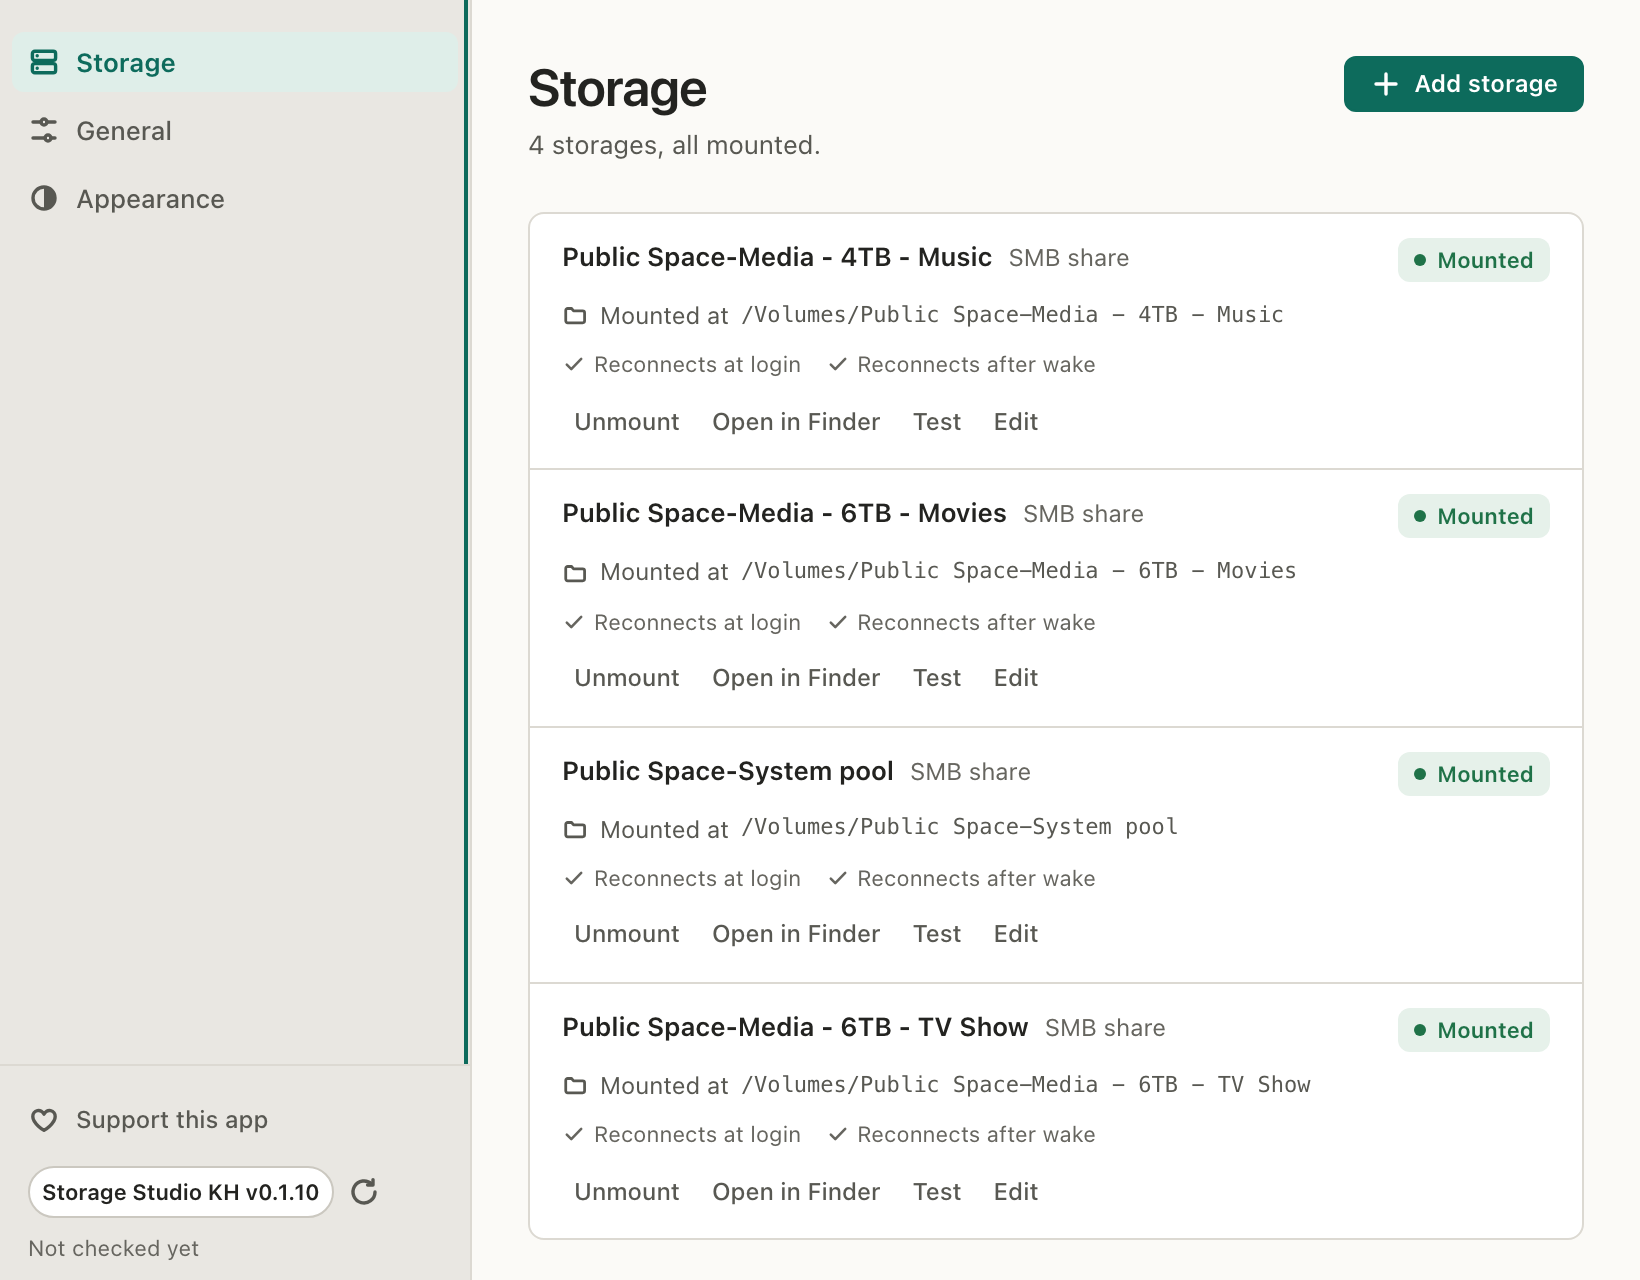 Storage
General
Appearance
Support this app
Storage Studio KH v0.1.10
Not checked yet
Storage
4 storages, all mounted.
Add storage
Public Space-Media - 4TB - Music SMB share
Mounted
Mounted at /Volumes/Public Space-Media - 4TB - Music
Reconnects at login Reconnects after wake
Unmount Open in Finder Test Edit
Public Space-Media - 6TB - Movies SMB share
Mounted
Mounted at /Volumes/Public Space-Media - 6TB - Movies
Reconnects at login Reconnects after wake
Unmount Open in Finder Test Edit
Public Space-System pool SMB share
Mounted
Mounted at /Volumes/Public Space-System pool
Reconnects at login Reconnects after wake
Unmount Open in Finder Test Edit
Public Space-Media - 6TB - TV Show SMB share
Mounted
Mounted at /Volumes/Public Space-Media - 6TB - TV Show
Reconnects at login Reconnects after wake
Unmount Open in Finder Test Edit